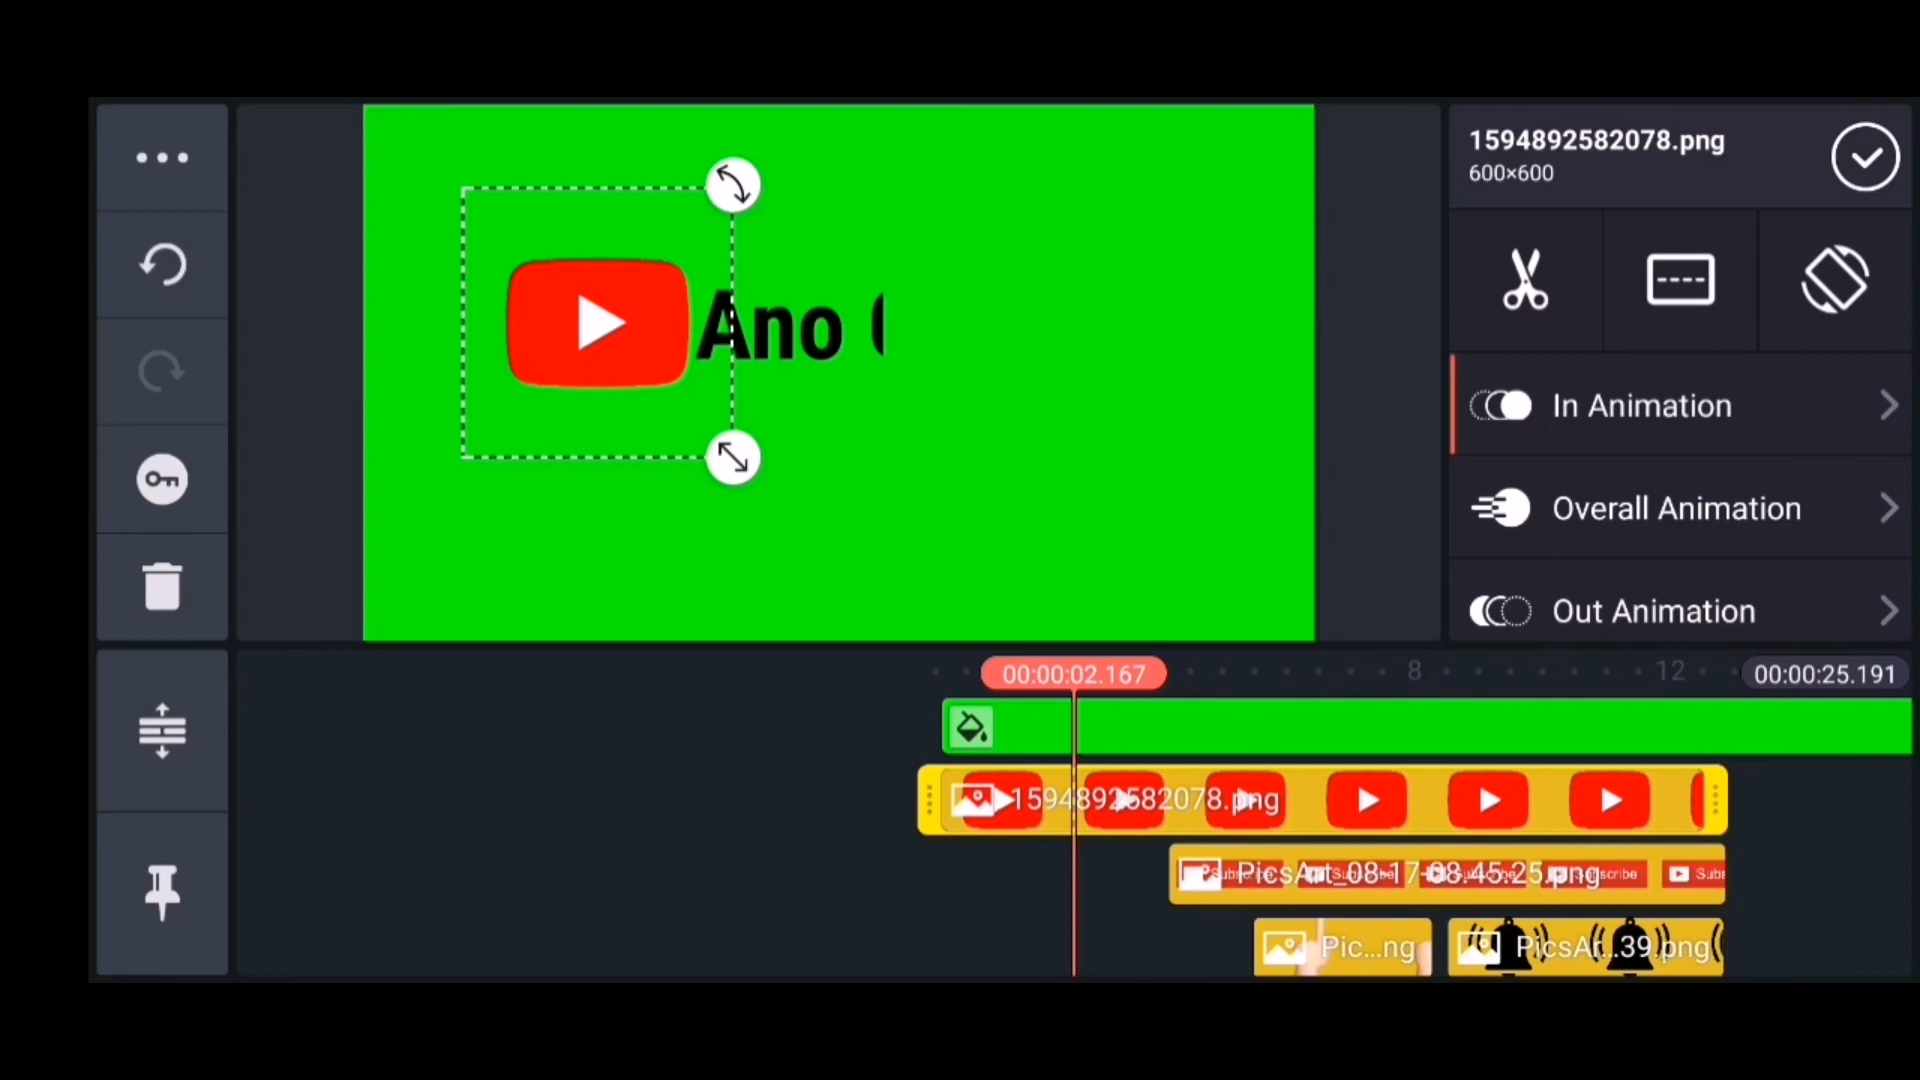 1594892582078.png
600×600
Ano
In Animation
Overall Animation
Out Animation
00:00:02.167
8
12
00:00:25.191
1594892582078.png
PicsArt_08-17-08.45.25.png
Pic...ng
PicsAr...39.png